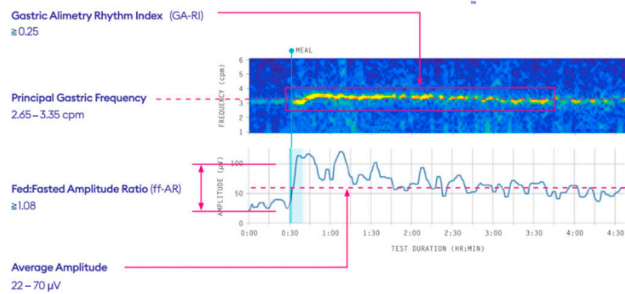 ™
Gastric Alimetry Rhythm Index (GA-RI)
≥0.25
MEAL
6
5
4
3
2
1
FREQUENCY (cpm)
Principal Gastric Frequency
2.65–3.35 cpm
Fed:Fasted Amplitude Ratio (ff-AR)
≥1.08
100
50
0
AMPLITUDE (µV)
0:00 0:30 1:00 1:30 2:00 2:30 3:00 3:30 4:00 4:30
TEST DURATION (HR:MIN)
Average Amplitude
22–70 µV